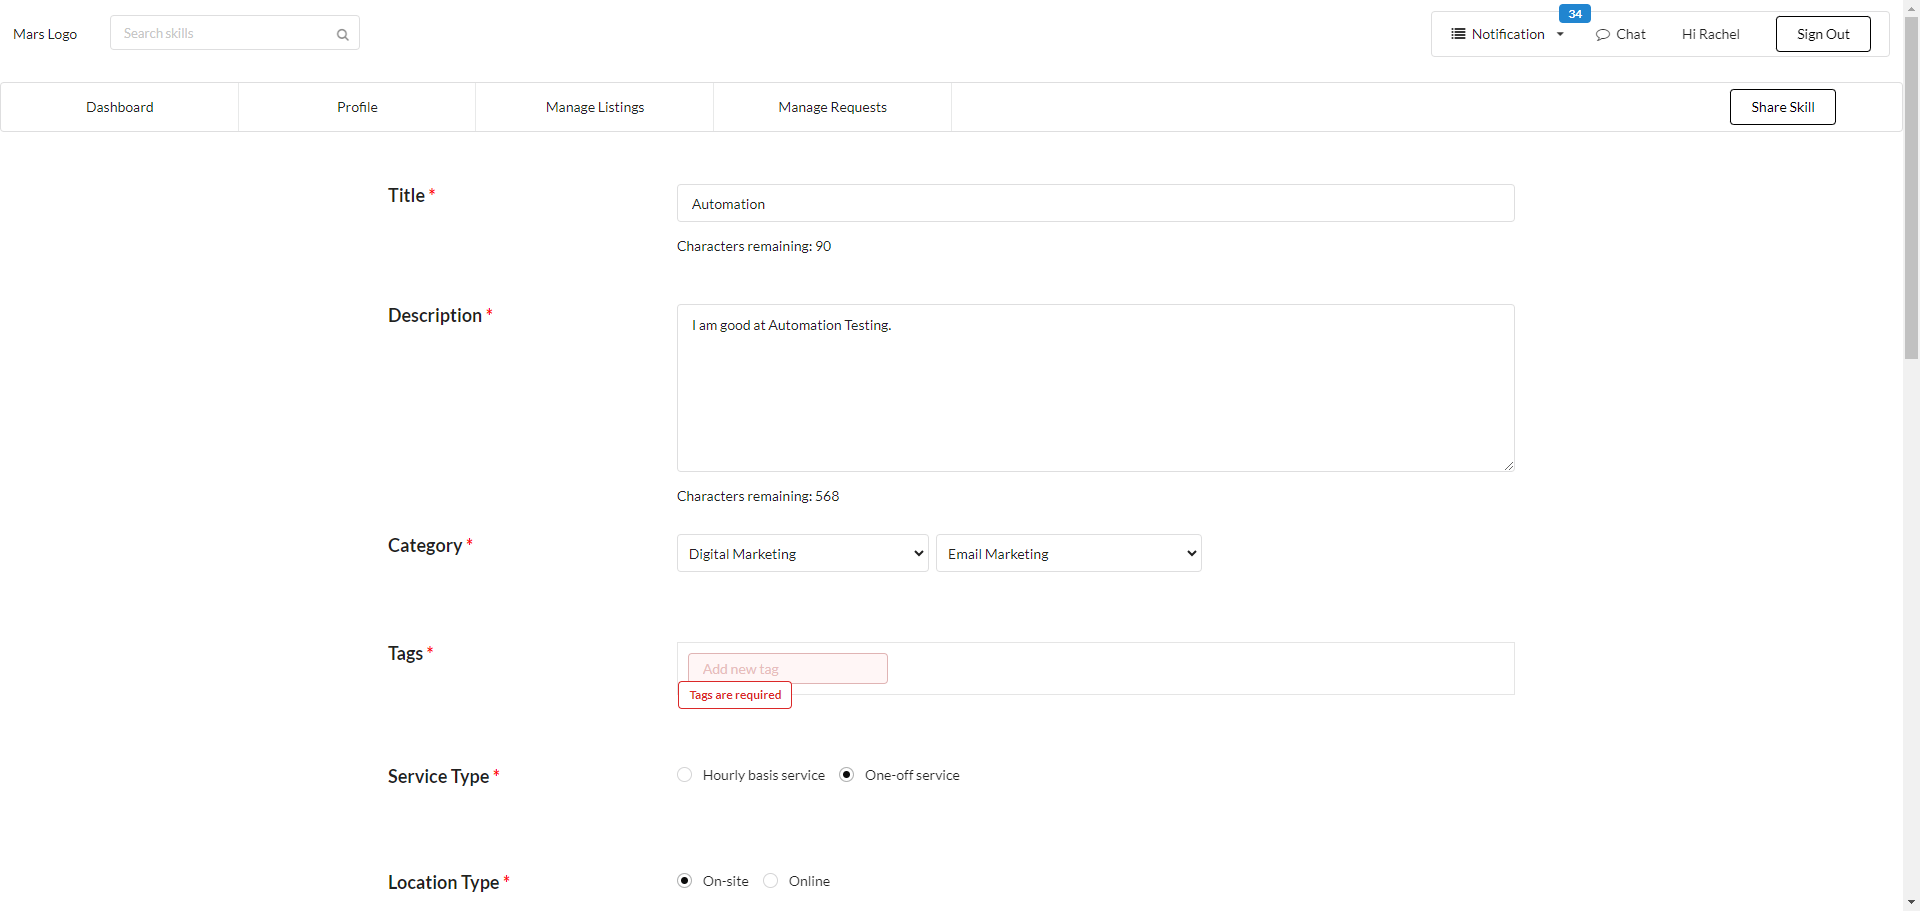 Mars Logo
Search skills
Notification
34
Chat
Hi Rachel
Sign Out
Dashboard
Profile
Manage Listings
Manage Requests
Share Skill
Title *
Automation
Characters remaining: 90
Description *
I am good at Automation Testing.
Characters remaining: 568
Category *
Digital Marketing
Email Marketing
Tags *
Add new tag
Tags are required
Service Type *
Hourly basis service
One-off service
Location Type *
On-site
Online